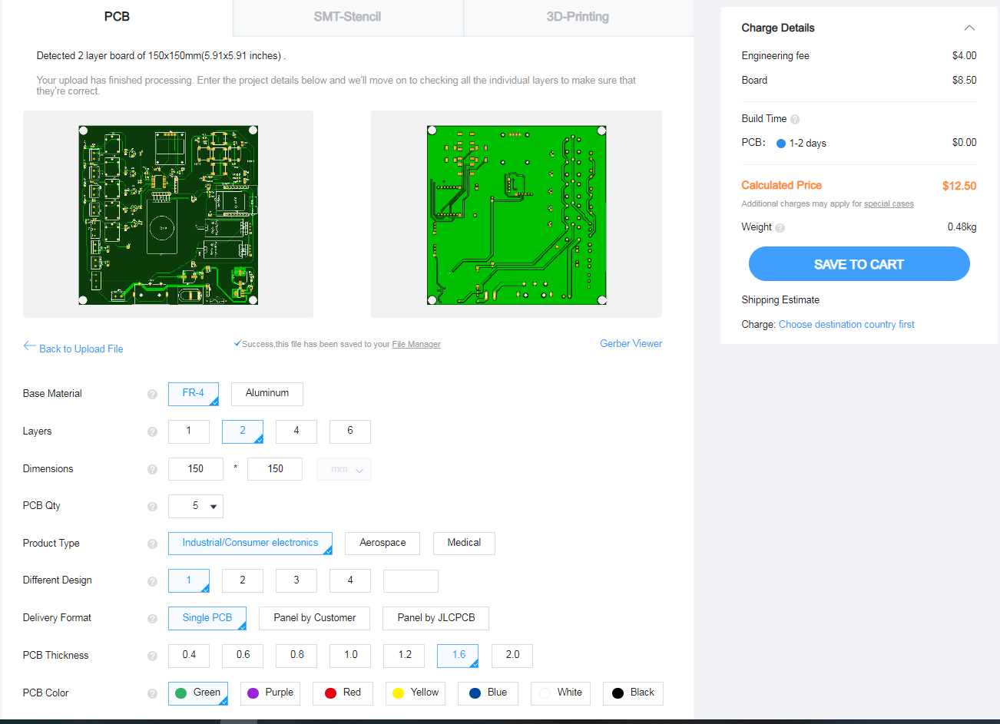 PCB
SMT-Stencil
3D-Printing
Detected 2 layer board of 150x150mm(5.91x5.91 inches) .
Your upload has finished processing. Enter the project details below and we'll move on to checking all the individual layers to make sure that
they're correct.
Back to Upload File
Success,this file has been saved to your File Manager
Gerber Viewer
Base Material ? FR-4 Aluminum
Layers ? 1 2 4 6
Dimensions ? 150 * 150 mm
PCB Qty ? 5
Product Type ? Industrial/Consumer electronics Aerospace Medical
Different Design ? 1 2 3 4
Delivery Format ? Single PCB Panel by Customer Panel by JLCPCB
PCB Thickness ? 0.4 0.6 0.8 1.0 1.2 1.6 2.0
PCB Color ? Green Purple Red Yellow Blue White Black
Charge Details
Engineering fee $4.00
Board $8.50
Build Time ?
PCB: 1-2 days $0.00
Calculated Price $12.50
Additional charges may apply for special cases
Weight ? 0.48kg
SAVE TO CART
Shipping Estimate
Charge: Choose destination country first